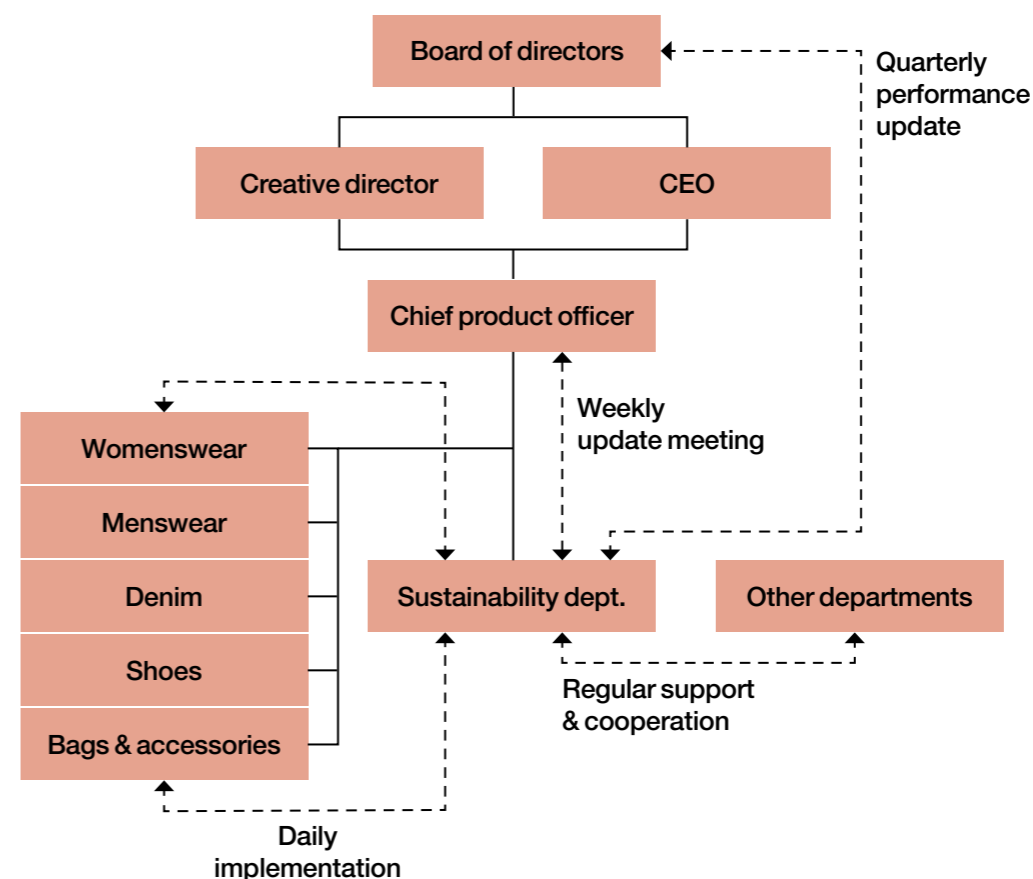 Board of directors
Quarterly
performance
update
Creative director
CEO
Chief product officer
Weekly
update meeting
Womenswear
Menswear
Denim
Shoes
Bags & accessories
Sustainability dept.
Other departments
Regular support
& cooperation
Daily
implementation